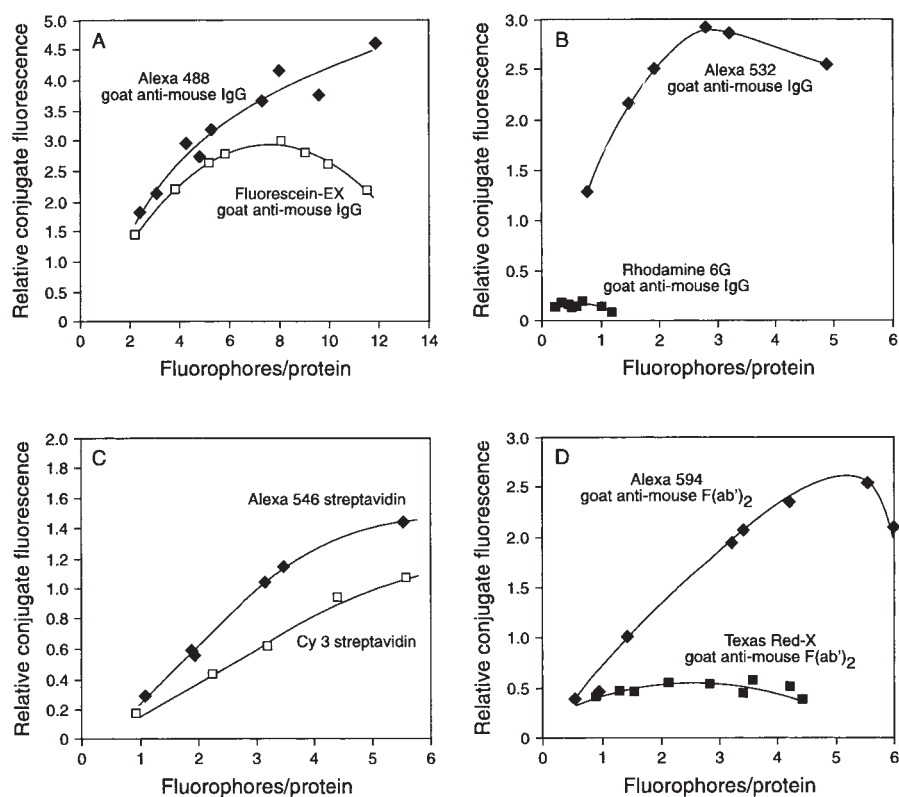 A
Relative conjugate fluorescence
5.0
4.5
4.0
3.5
3.0
2.5
2.0
1.5
1.0
0.5
0
Alexa 488
goat anti-mouse IgG
Fluorescein-EX
goat anti-mouse IgG
0 2 4 6 8 10 12 14
Fluorophores/protein
B
Relative conjugate fluorescence
3.0
2.5
2.0
1.5
1.0
0.5
0
Alexa 532
goat anti-mouse IgG
Rhodamine 6G
goat anti-mouse IgG
0 1 2 3 4 5 6
Fluorophores/protein
C
Relative conjugate fluorescence
2.0
1.8
1.6
1.4
1.2
1.0
0.8
0.6
0.4
0.2
0
Alexa 546 streptavidin
Cy 3 streptavidin
0 1 2 3 4 5 6
Fluorophores/protein
D
Relative conjugate fluorescence
3.0
2.5
2.0
1.5
1.0
0.5
0
Alexa 594
goat anti-mouse F(ab')2
Texas Red-X
goat anti-mouse F(ab')2
0 1 2 3 4 5 6
Fluorophores/protein